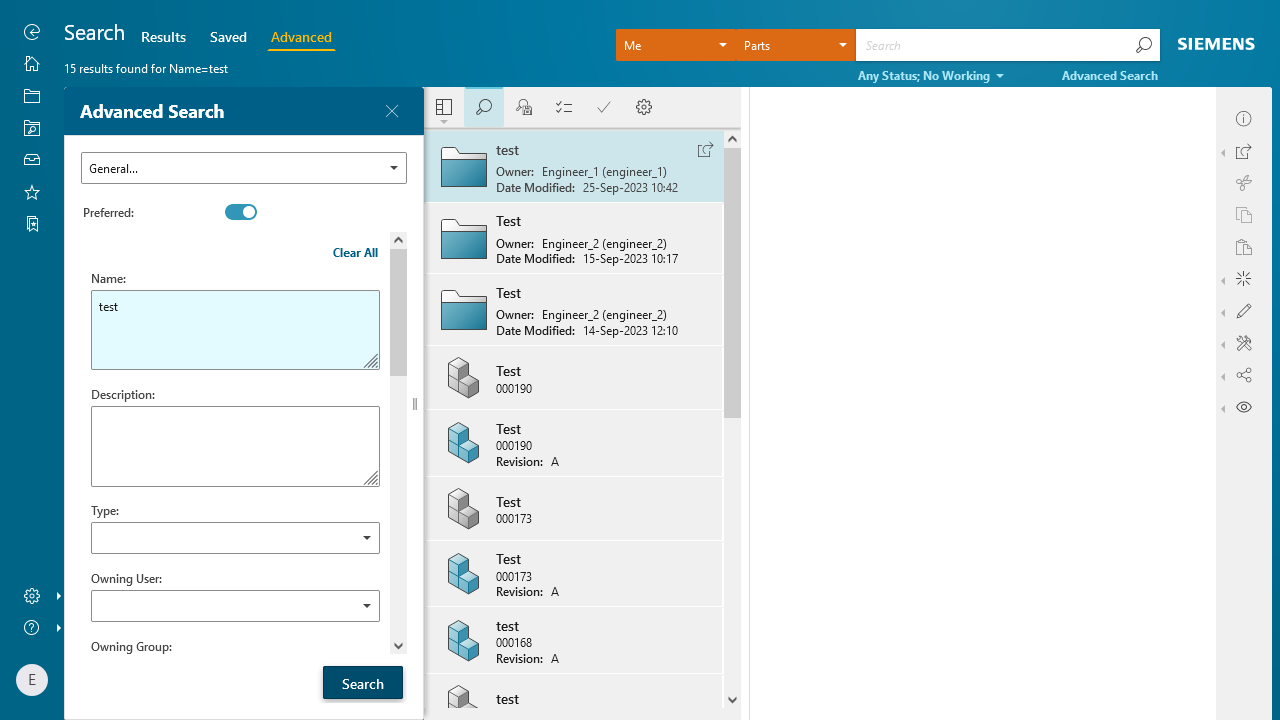 Search
Results
Saved
Advanced
15 results found for Name=test
Me
Parts
Search
SIEMENS
Any Status; No Working
Advanced Search
Advanced Search
General...
Preferred:
Clear All
Name:
test
Description:
Type:
Owning User:
Owning Group:
Search
test
Owner: Engineer_1 (engineer_1)
Date Modified: 25-Sep-2023 10:42
Test
Owner: Engineer_2 (engineer_2)
Date Modified: 15-Sep-2023 10:17
Test
Owner: Engineer_2 (engineer_2)
Date Modified: 14-Sep-2023 12:10
Test
000190
Test
000190
Revision: A
Test
000173
Test
000173
Revision: A
test
000168
Revision: A
test
E